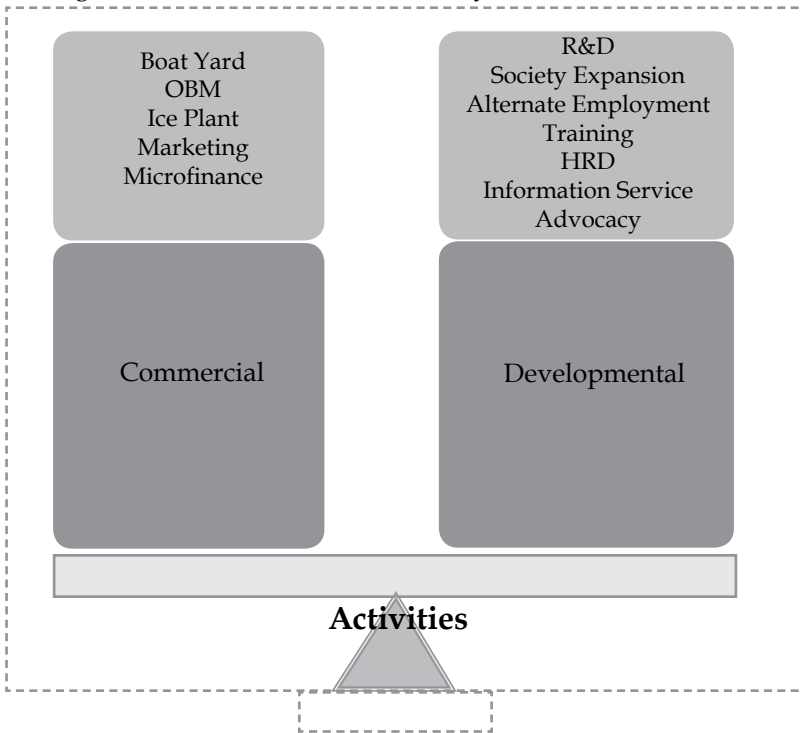 Boat Yard
OBM
Ice Plant
Marketing
Microfinance
R&D
Society Expansion
Alternate Employment
Training
HRD
Information Service
Advocacy
Commercial
Developmental
Activities